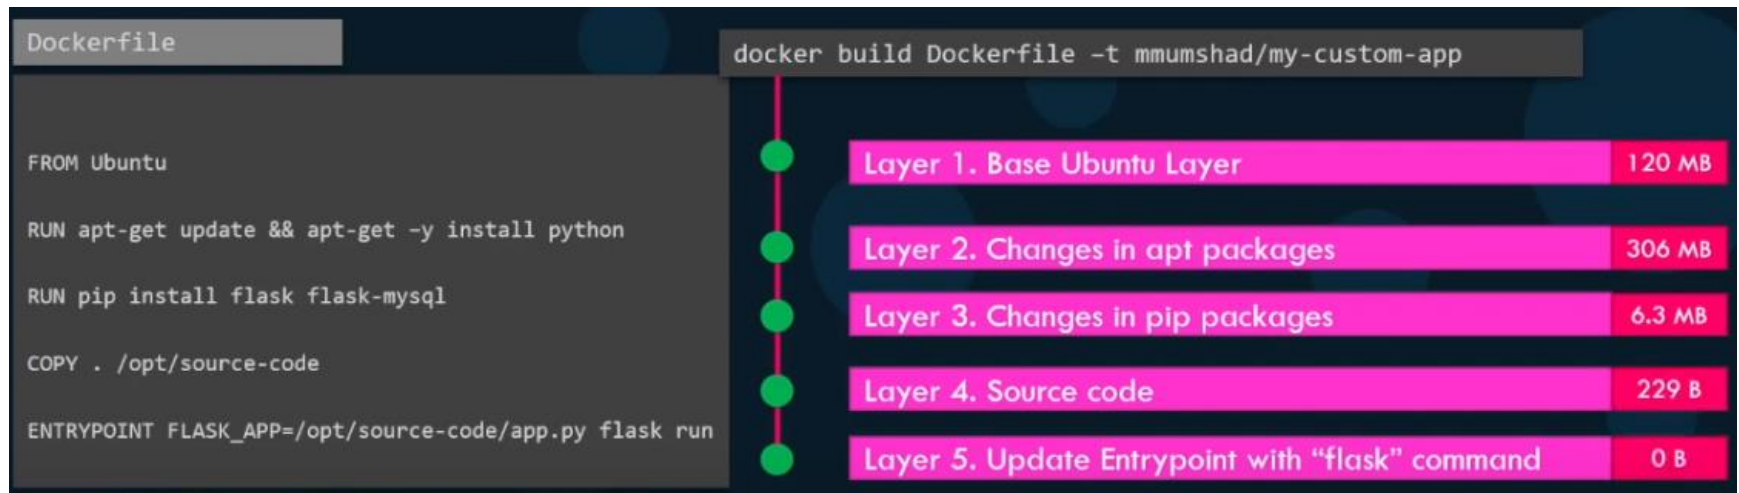 Dockerfile
docker build Dockerfile –t mmumshad/my-custom-app
FROM Ubuntu
RUN apt-get update && apt-get –y install python
RUN pip install flask flask-mysql
COPY . /opt/source-code
ENTRYPOINT FLASK_APP=/opt/source-code/app.py flask run
Layer 1. Base Ubuntu Layer 120 MB
Layer 2. Changes in apt packages 306 MB
Layer 3. Changes in pip packages 6.3 MB
Layer 4. Source code 229 B
Layer 5. Update Entrypoint with “flask” command 0 B